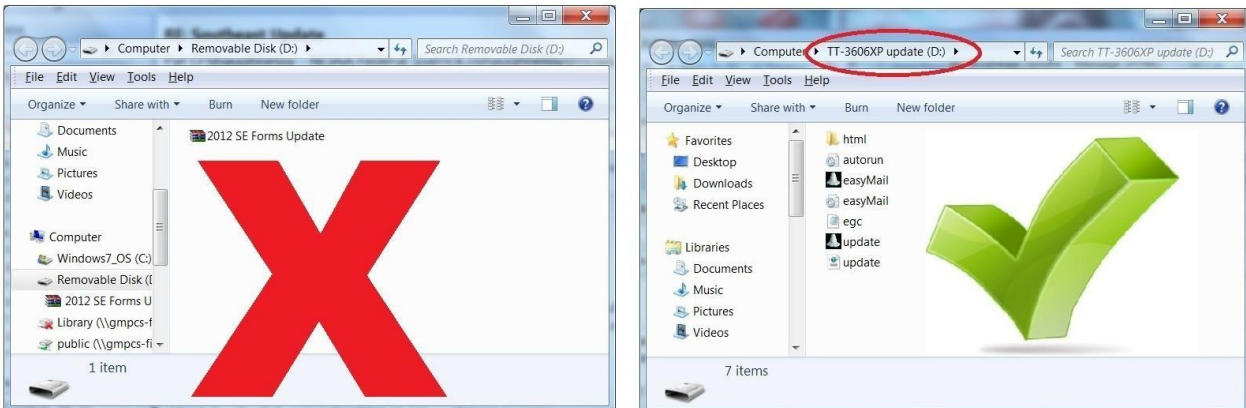 RE: Southeast Update
Computer Removable Disk (D:)
Search Removable Disk (D:)
File Edit View Tools Help
Organize Share with Burn New folder
Documents
Music
Pictures
Videos
Computer
Windows7_OS (C:)
Removable Disk (D
2012 SE Forms U
Library (\\gmpcs-f
public (\\gmpcs-fi
2012 SE Forms Update
1 item
Computer TT-3606XP update (D:)
Search TT-3606XP update (D:)
File Edit View Tools Help
Organize Share with Burn New folder
Favorites
Desktop
Downloads
Recent Places
Libraries
Documents
Music
Pictures
Videos
html
autorun
easyMail
easyMail
egc
update
update
7 items